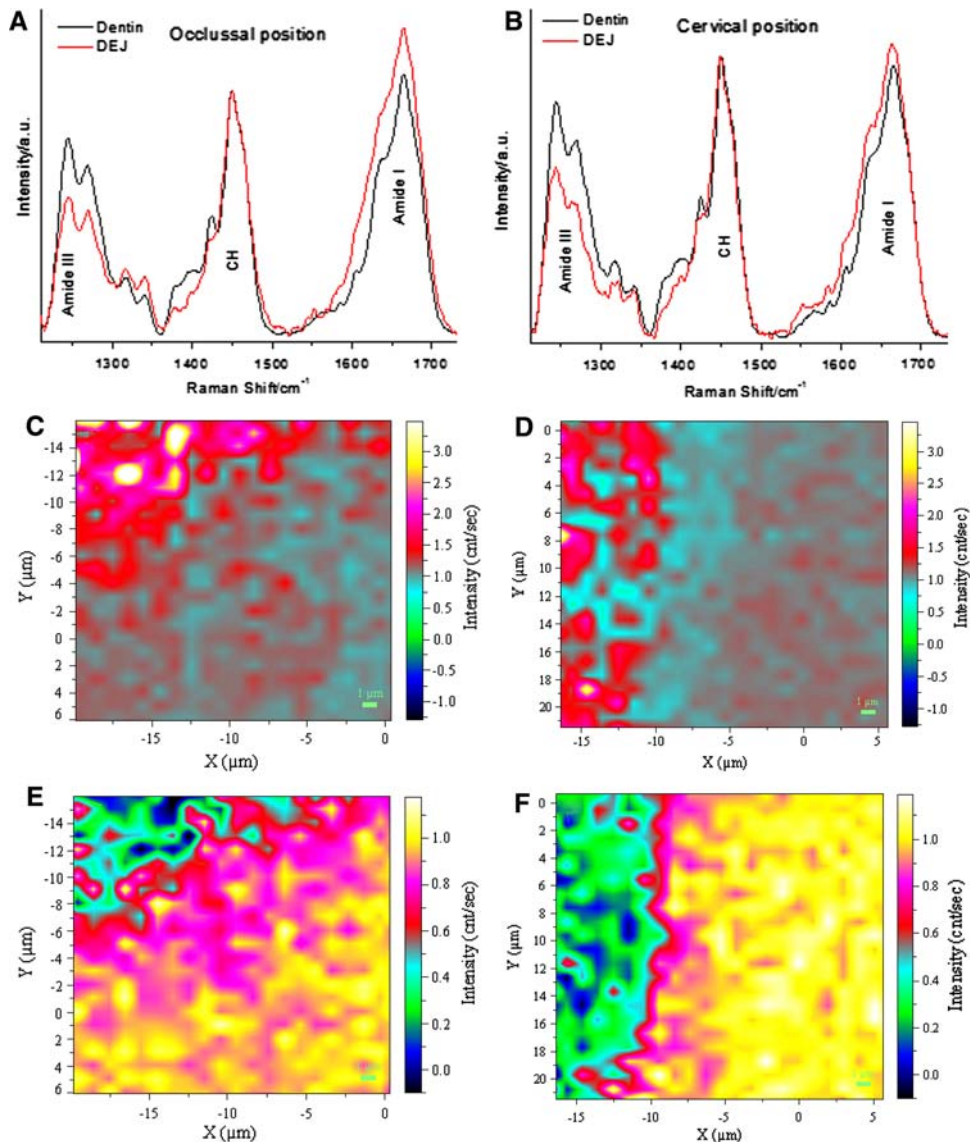 A
Dentin
DEJ
Occlussal position
Intensity/a.u.
Amide III
CH
Amide I
1300 1400 1500 1600 1700
Raman Shift/cm-1
B
Dentin
DEJ
Cervical position
Intensity/a.u.
Amide III
CH
Amide I
1300 1400 1500 1600 1700
Raman Shift/cm-1
C
-14
-12
-10
-8
-6
-4
-2
0
2
4
6
Y (µm)
-15 -10 -5 0
X (µm)
1 µm
3.0
2.5
2.0
1.5
1.0
0.5
0.0
-0.5
-1.0
Intensity (cnt/sec)
D
0
2
4
6
8
10
12
14
16
18
20
Y (µm)
-15 -10 -5 0 5
X (µm)
1 µm
3.0
2.5
2.0
1.5
1.0
0.5
0.0
-0.5
-1.0
Intensity (cnt/sec)
E
-14
-12
-10
-8
-6
-4
-2
0
2
4
6
Y (µm)
-15 -10 -5 0
X (µm)
1.0
0.8
0.6
0.4
0.2
0.0
Intensity (cnt/sec)
F
0
2
4
6
8
10
12
14
16
18
20
Y (µm)
-15 -10 -5 0 5
X (µm)
1.0
0.8
0.6
0.4
0.2
0.0
Intensity (cnt/sec)